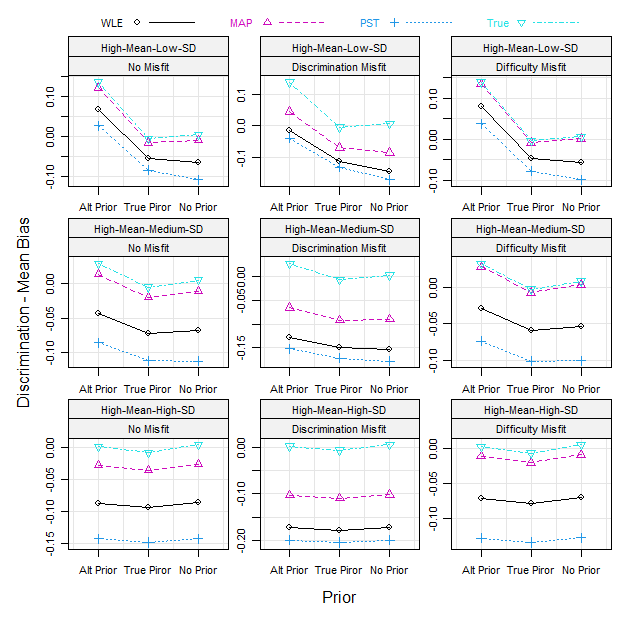 WLE MAP PST True
Discrimination - Mean Bias
High-Mean-Low-SD High-Mean-Low-SD High-Mean-Low-SD
No Misfit Discrimination Misfit Difficulty Misfit
0.10 0.1 0.10
0.00 0.0 0.00
-0.10 -0.1 -0.10
Alt Prior True Piror No Prior Alt Prior True Piror No Prior Alt Prior True Piror No Prior
High-Mean-Medium-SD High-Mean-Medium-SD High-Mean-Medium-SD
No Misfit Discrimination Misfit Difficulty Misfit
0.00 0.00 0.00
-0.05 -0.05 -0.05
-0.10 -0.15 -0.10
Alt Prior True Piror No Prior Alt Prior True Piror No Prior Alt Prior True Piror No Prior
High-Mean-High-SD High-Mean-High-SD High-Mean-High-SD
No Misfit Discrimination Misfit Difficulty Misfit
0.00 0.00 0.00
-0.05 -0.10 -0.05
-0.10 -0.20 -0.10
-0.15
Alt Prior True Piror No Prior Alt Prior True Piror No Prior Alt Prior True Piror No Prior
Prior